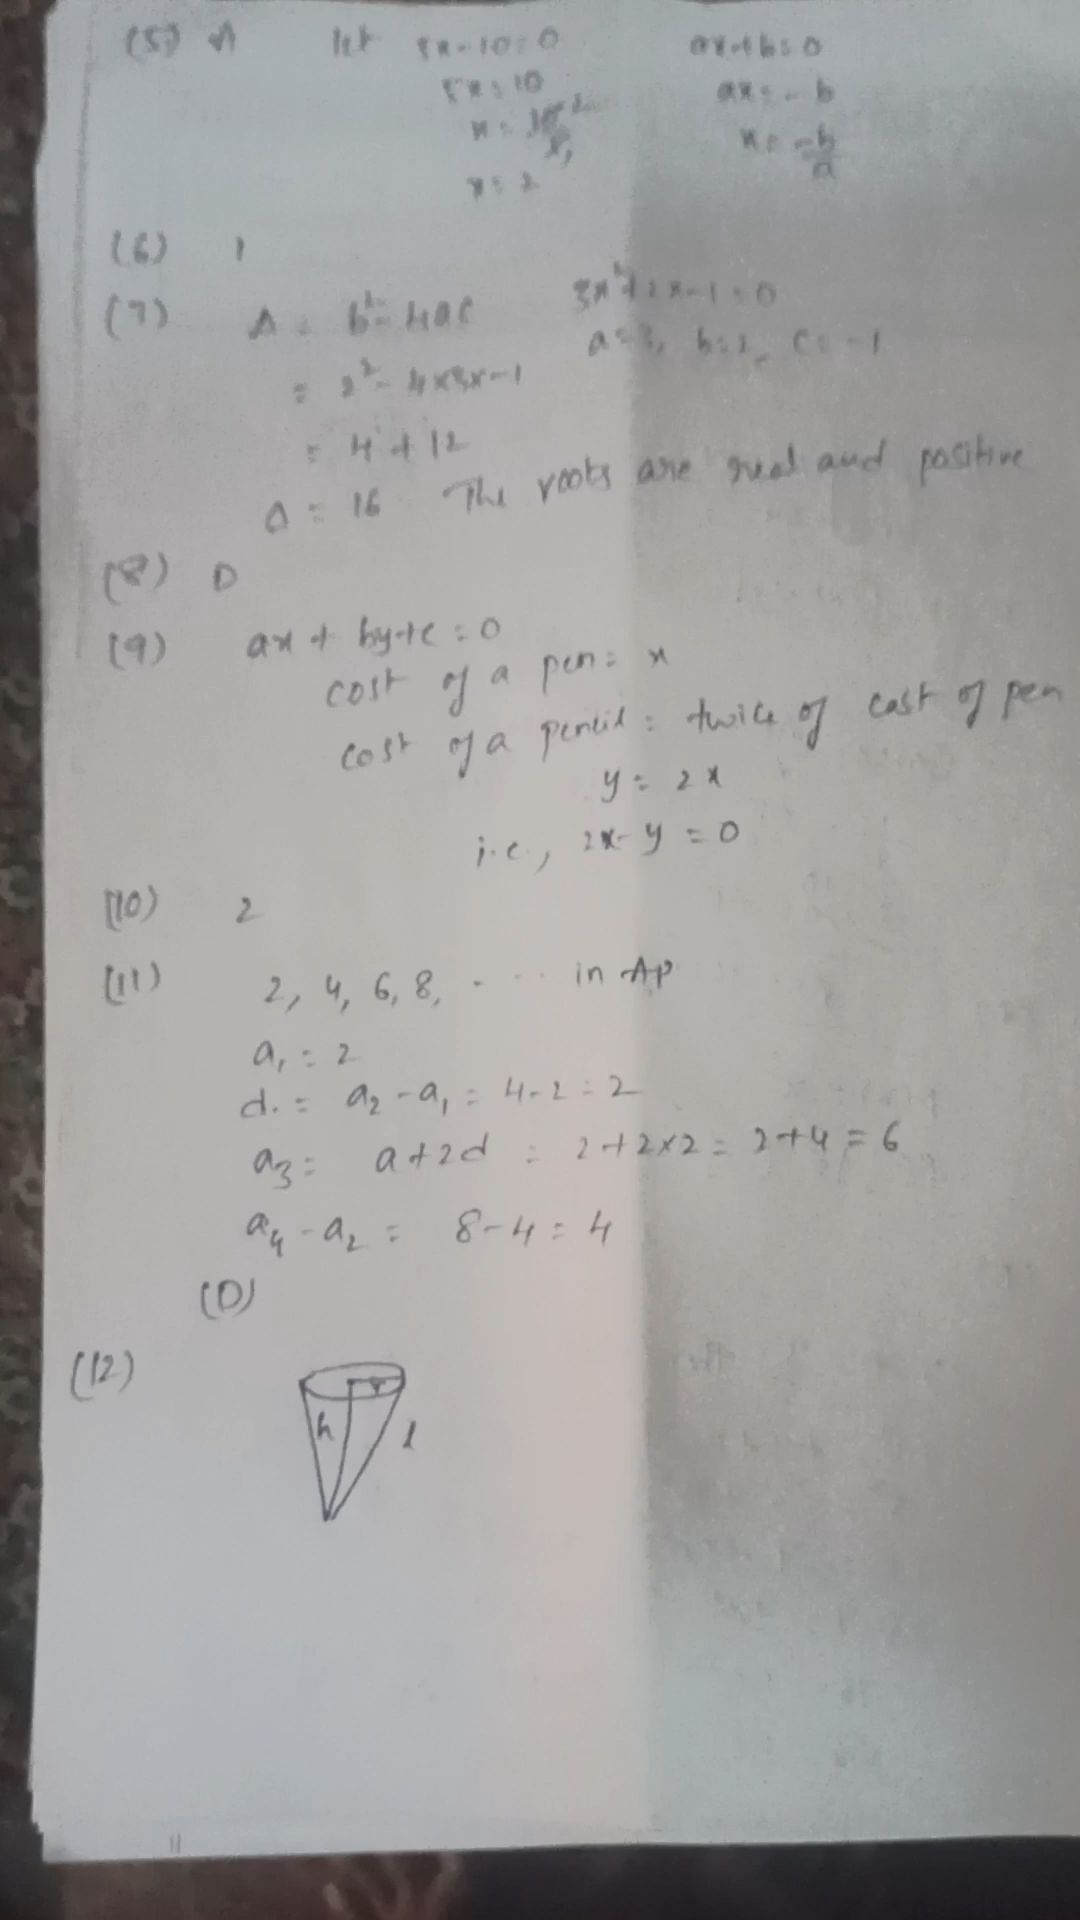 (5) A let 5x-10=0 ax+b=0
5x=10 ax=-b
x=10/5 x=-b/a
x=2
(6) 1
(7) Δ = b²-4ac 3x²+2x-1=0
= 2²-4x3x-1 a=3, b=2, c=-1
= 4+12
Δ = 16 The roots are real and positive
(8) D
(9) ax + by+c=0
cost of a pen = x
cost of a pencil = twice of cost of pen
y = 2x
i.e., 2x-y=0
(10) 2
(11) 2, 4, 6, 8, .... in AP
a₁ = 2
d. = a₂-a₁ = 4-2=2
a₃ = a+2d = 2+2x2 = 2+4 = 6
a₄-a₂ = 8-4=4
(D)
(12)
r
h l